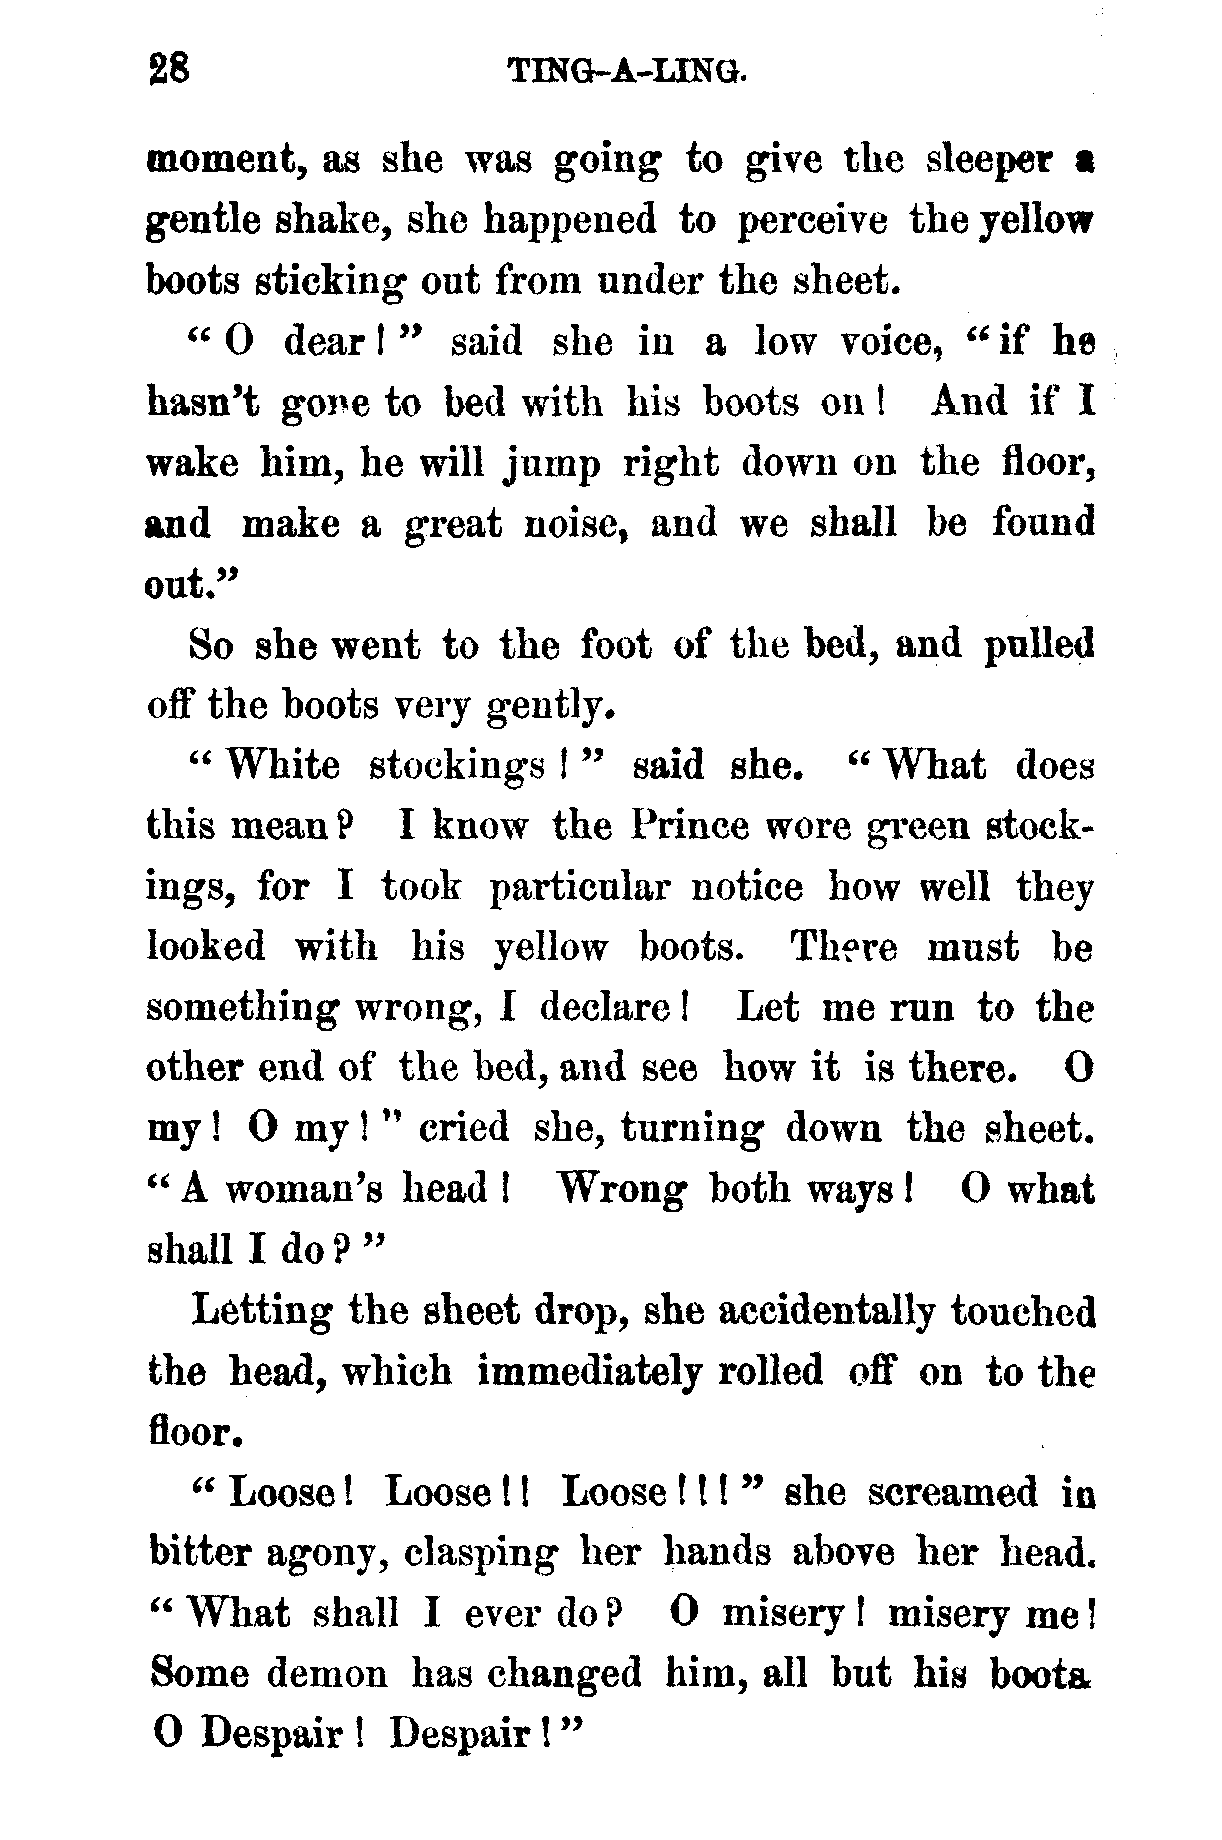 28 TING-A-LING.
moment, as she was going to give the sleeper a
gentle shake, she happened to perceive the yellow
boots sticking out from under the sheet.
" O dear ! " said she in a low voice, " if he
hasn't gone to bed with his boots on ! And if I
wake him, he will jump right down on the floor,
and make a great noise, and we shall be found
out."
So she went to the foot of the bed, and pulled
off the boots very gently.
" White stockings ! " said she. " What does
this mean ? I know the Prince wore green stock-
ings, for I took particular notice how well they
looked with his yellow boots. There must be
something wrong, I declare ! Let me run to the
other end of the bed, and see how it is there. O
my ! O my ! " cried she, turning down the sheet.
" A woman's head ! Wrong both ways ! O what
shall I do ? "
Letting the sheet drop, she accidentally touched
the head, which immediately rolled off on to the
floor.
" Loose ! Loose ! ! Loose ! ! ! " she screamed in
bitter agony, clasping her hands above her head.
" What shall I ever do ? O misery ! misery me !
Some demon has changed him, all but his boots.
O Despair ! Despair ! "